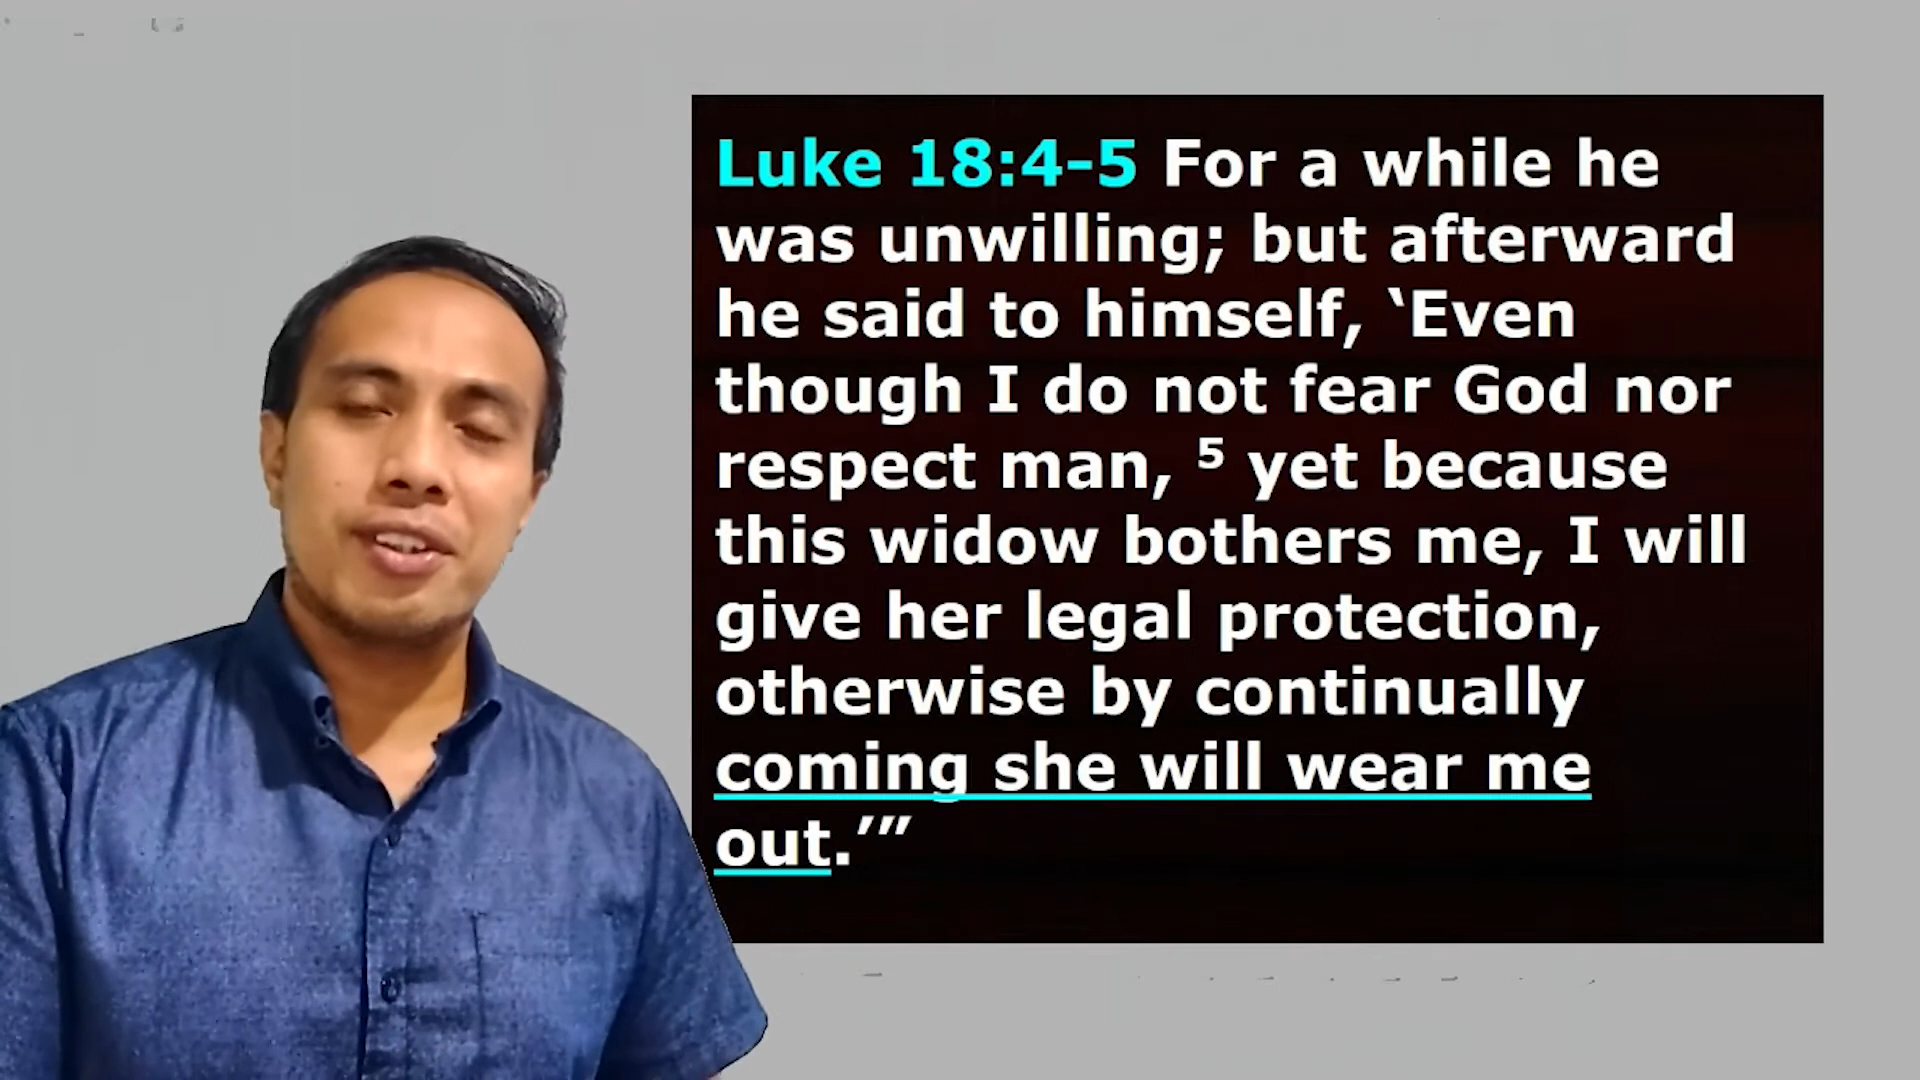 Luke 18:4-5 For a while he
was unwilling; but afterward
he said to himself, ‘Even
though I do not fear God nor
respect man, ⁵ yet because
this widow bothers me, I will
give her legal protection,
otherwise by continually
coming she will wear me
out.’”